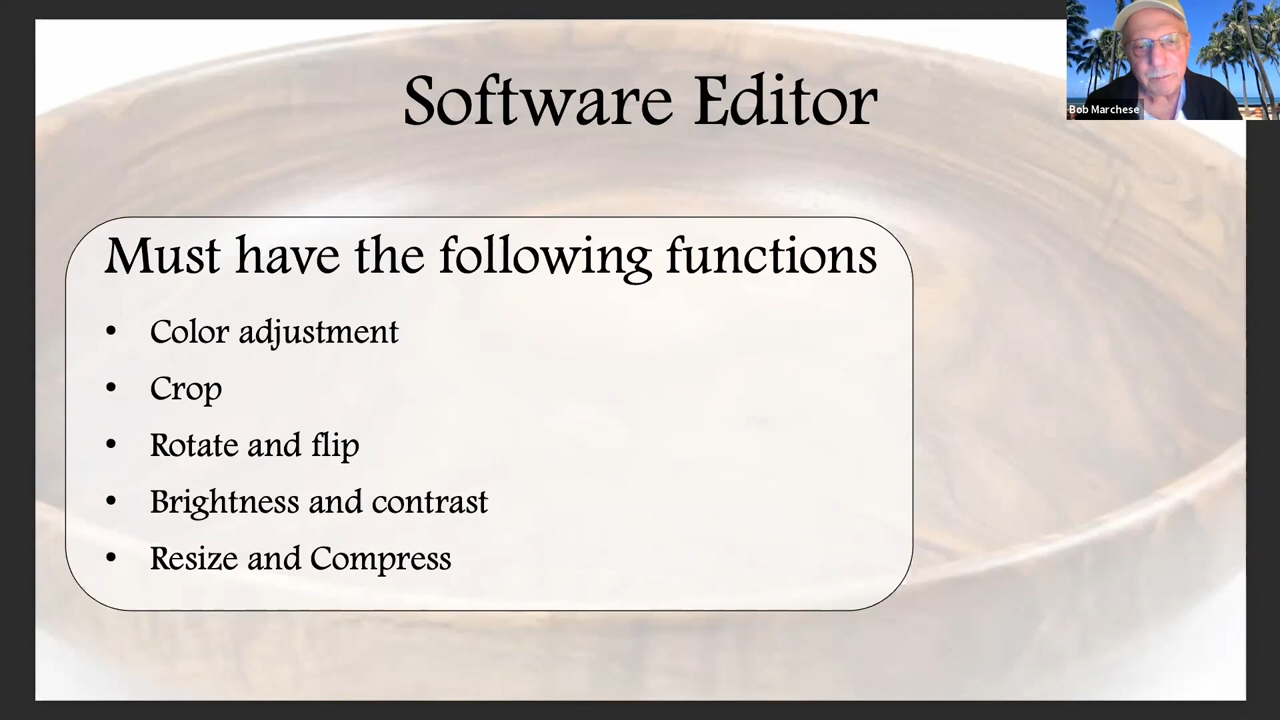 Software Editor
Bob Marchese
Must have the following functions
• Color adjustment
• Crop
• Rotate and flip
• Brightness and contrast
• Resize and Compress